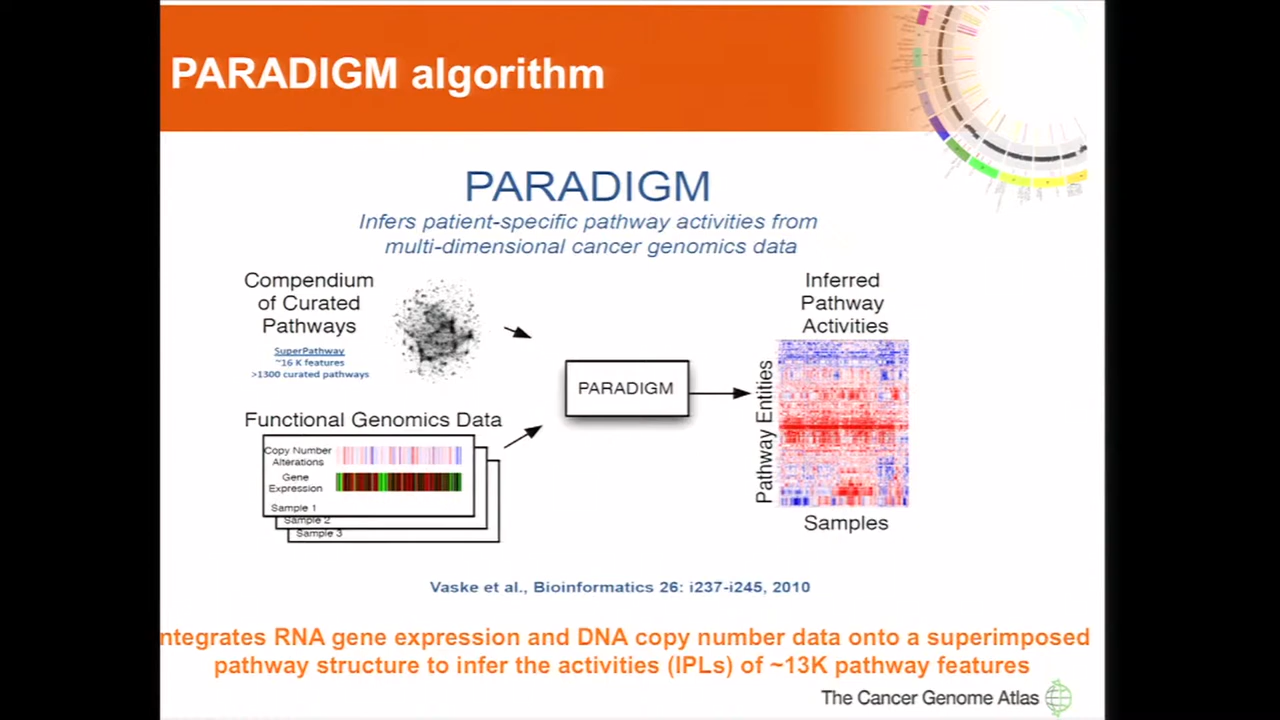 PARADIGM algorithm
PARADIGM
Infers patient-specific pathway activities from
multi-dimensional cancer genomics data
Compendium
of Curated
Pathways
SuperPathway
~16 K features
>1300 curated pathways
Functional Genomics Data
Copy Number
Alterations
Gene
Expression
Sample 1
Sample 2
Sample 3
PARADIGM
Inferred
Pathway
Activities
Pathway Entities
Samples
Vaske et al., Bioinformatics 26: i237-i245, 2010
ntegrates RNA gene expression and DNA copy number data onto a superimposed
pathway structure to infer the activities (IPLs) of ~13K pathway features
The Cancer Genome Atlas